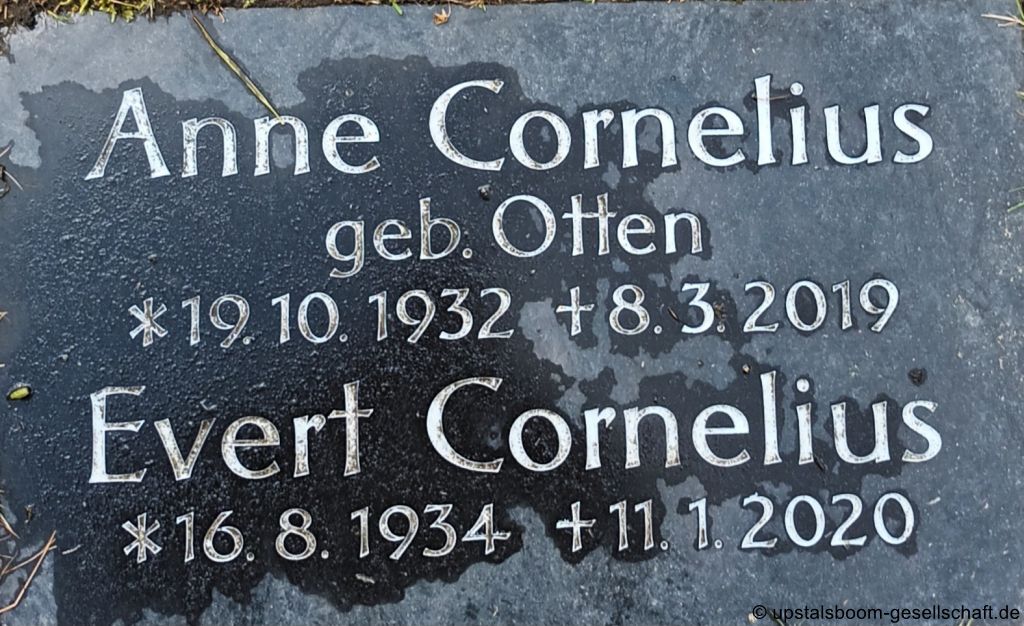 Anne Cornelius
geb. Otten
*19.10.1932 +8.3.2019
Evert Cornelius
*16.8.1934 +11.1.2020
© upstalsboom-gesellschaft.de